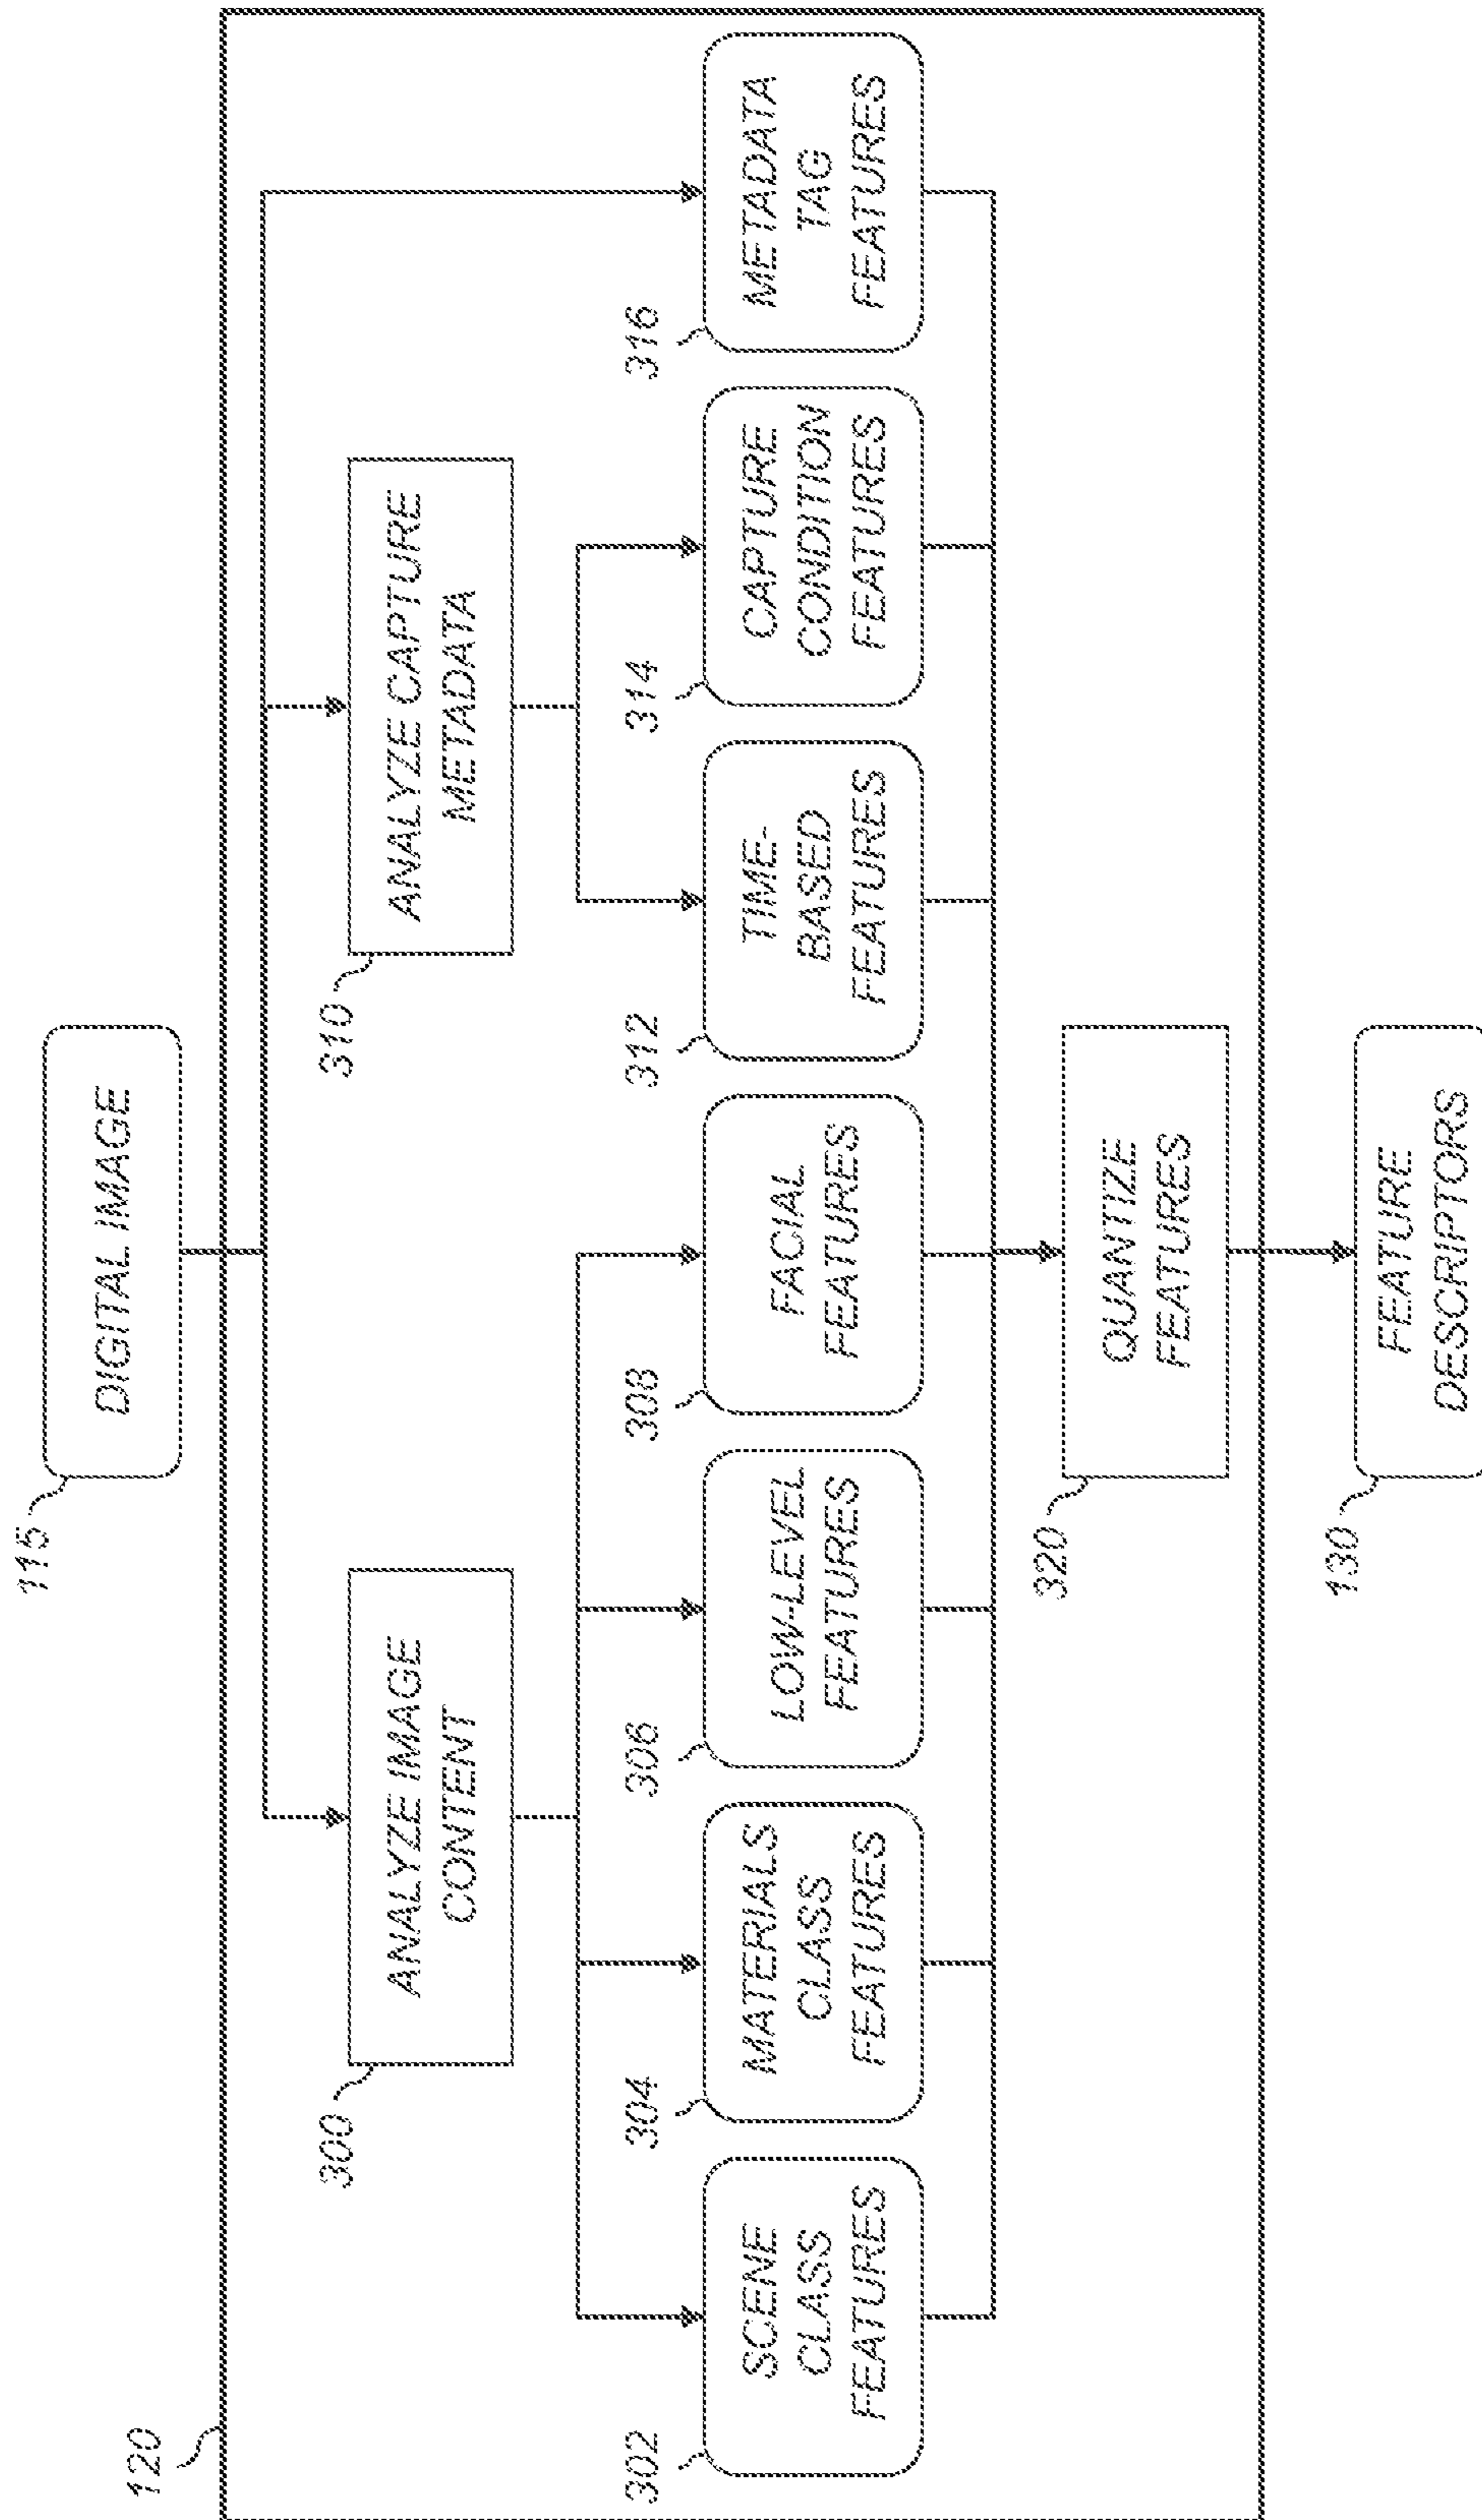 115
DIGITAL IMAGE
120
300
ANALYZE IMAGE
CONTENT
310
ANALYZE CAPTURE
METADATA
302
SCENE
CLASS
FEATURES
304
MATERIALS
CLASS
FEATURES
306
LOW-LEVEL
FEATURES
308
FACIAL
FEATURES
312
TIME-
BASED
FEATURES
314
CAPTURE
CONDITION
FEATURES
316
METADATA
TAG
FEATURES
320
QUANTIZE
FEATURES
130
FEATURE
DESCRIPTORS